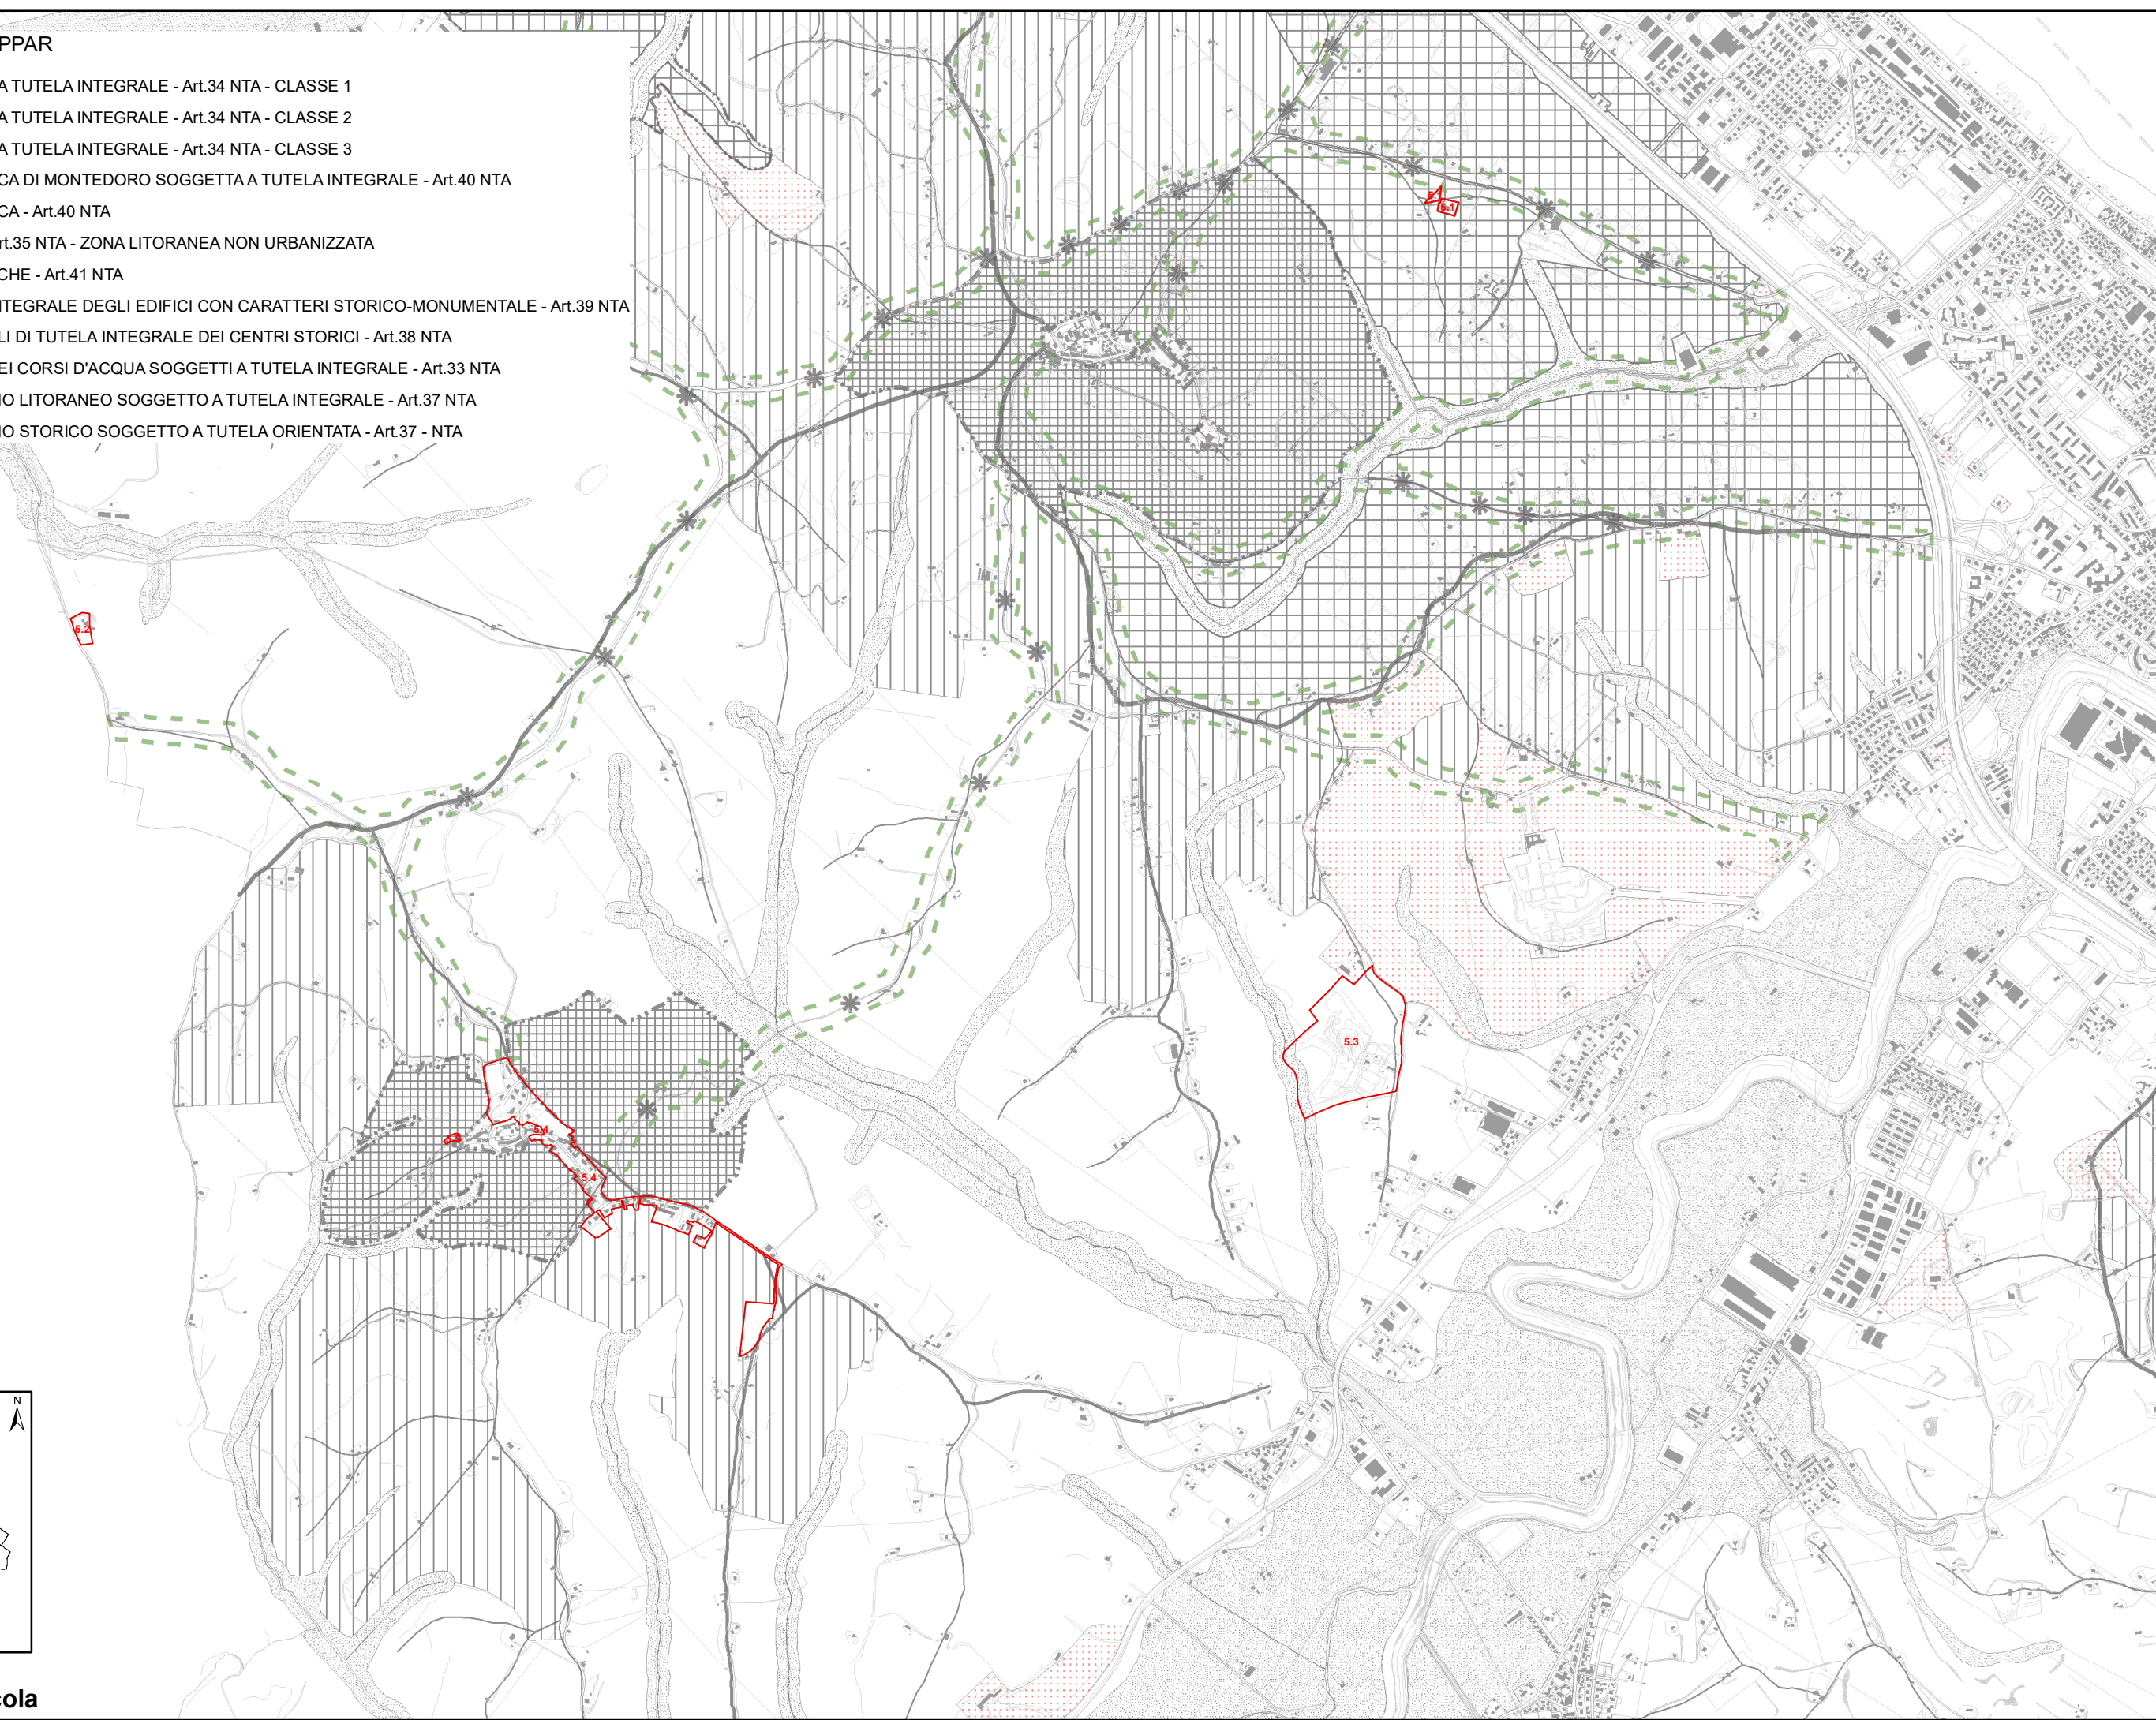 PPAR
A TUTELA INTEGRALE - Art.34 NTA - CLASSE 1
A TUTELA INTEGRALE - Art.34 NTA - CLASSE 2
A TUTELA INTEGRALE - Art.34 NTA - CLASSE 3
CA DI MONTEDORO SOGGETTA A TUTELA INTEGRALE - Art.40 NTA
CA - Art.40 NTA
rt.35 NTA - ZONA LITORANEA NON URBANIZZATA
CHE - Art.41 NTA
NTEGRALE DEGLI EDIFICI CON CARATTERI STORICO-MONUMENTALE - Art.39 NTA
LI DI TUTELA INTEGRALE DEI CENTRI STORICI - Art.38 NTA
EI CORSI D'ACQUA SOGGETTI A TUTELA INTEGRALE - Art.33 NTA
IO LITORANEO SOGGETTO A TUTELA INTEGRALE - Art.37 NTA
IO STORICO SOGGETTO A TUTELA ORIENTATA - Art.37 - NTA
5.1
5.1
5.2
5.3
5.4
5.4
N
cola